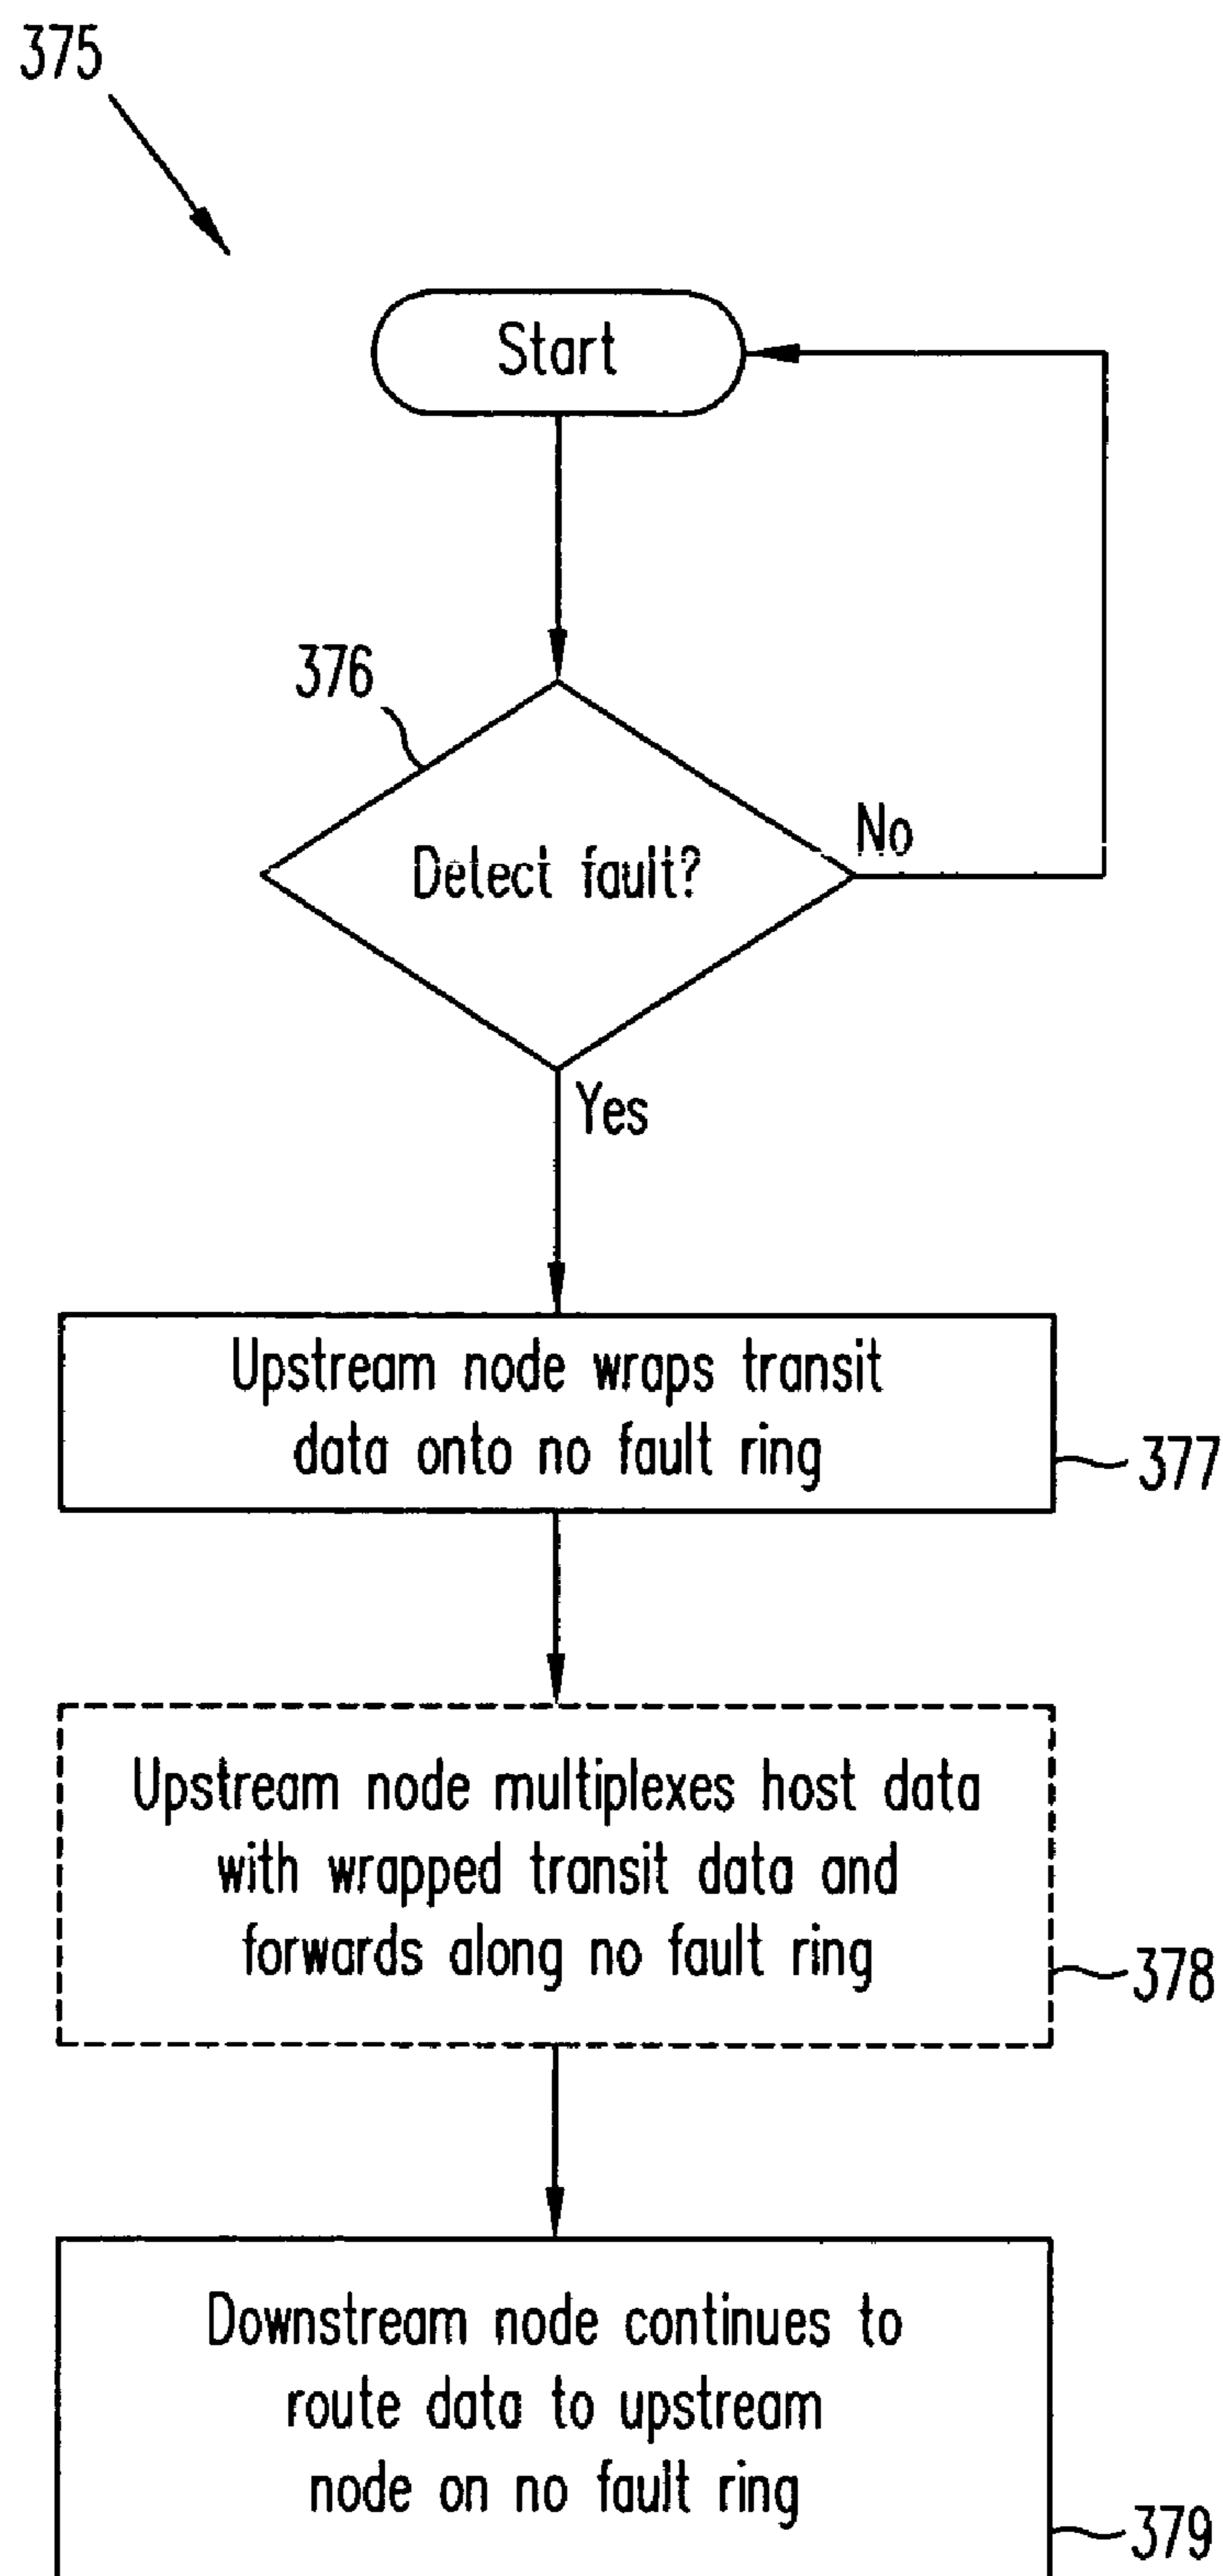 375
Start
376
Detect fault?
No
Yes
Upstream node wraps transit
data onto no fault ring
377
Upstream node multiplexes host data
with wrapped transit data and
forwards along no fault ring
378
Downstream node continues to
route data to upstream
node on no fault ring
379